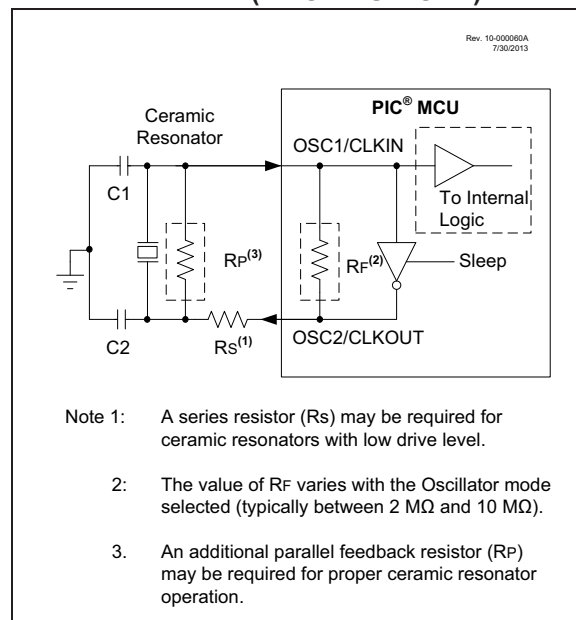 Rev. 10-000060A
7/30/2013
PIC® MCU
Ceramic
Resonator
OSC1/CLKIN
C1
To Internal
Logic
RP(3)
RF(2)
Sleep
C2
RS(1)
OSC2/CLKOUT
Note 1: A series resistor (Rs) may be required for
ceramic resonators with low drive level.
2: The value of RF varies with the Oscillator mode
selected (typically between 2 MΩ and 10 MΩ).
3. An additional parallel feedback resistor (RP)
may be required for proper ceramic resonator
operation.